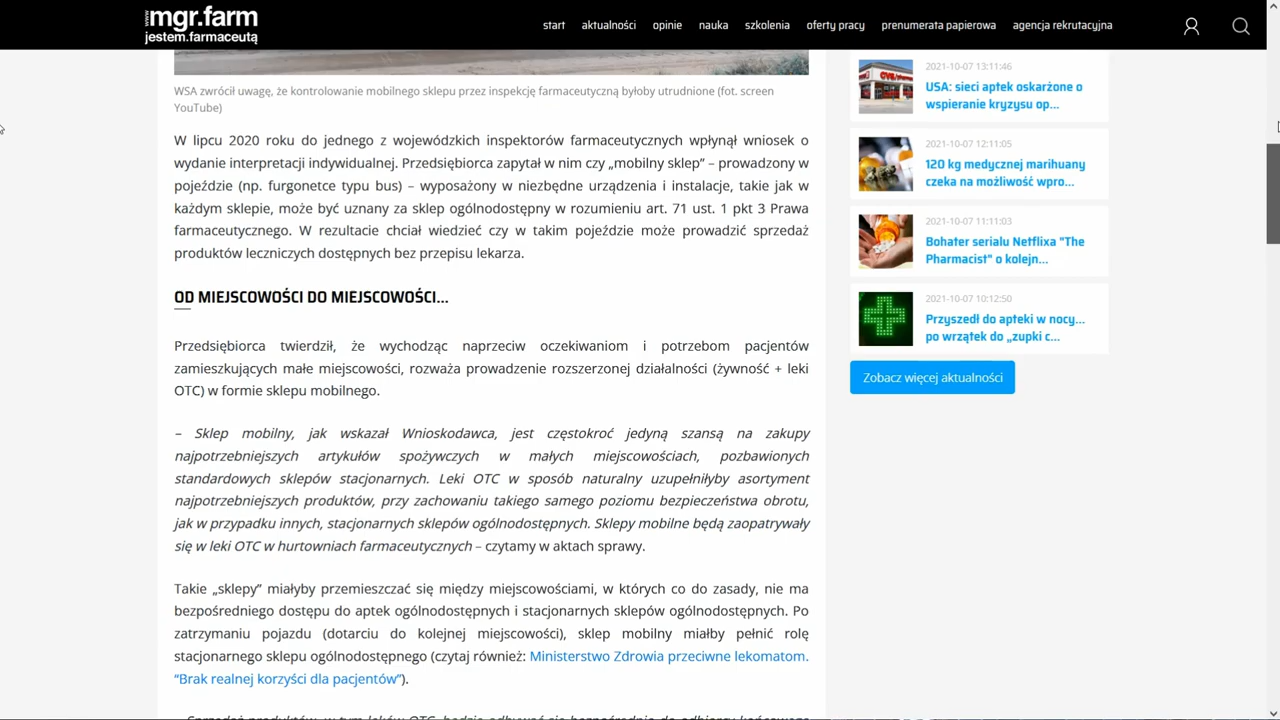 www.mgr.farm
jestem.farmaceutą
start aktualności opinie nauka szkolenia oferty pracy prenumerata papierowa agencja rekrutacyjna
WSA zwrócił uwagę, że kontrolowanie mobilnego sklepu przez inspekcję farmaceutyczną byłoby utrudnione (fot. screen
YouTube)
W lipcu 2020 roku do jednego z wojewódzkich inspektorów farmaceutycznych wpłynął wniosek o
wydanie interpretacji indywidualnej. Przedsiębiorca zapytał w nim czy „mobilny sklep” – prowadzony w
pojeździe (np. furgonetce typu bus) – wyposażony w niezbędne urządzenia i instalacje, takie jak w
każdym sklepie, może być uznany za sklep ogólnodostępny w rozumieniu art. 71 ust. 1 pkt 3 Prawa
farmaceutycznego. W rezultacie chciał wiedzieć czy w takim pojeździe może prowadzić sprzedaż
produktów leczniczych dostępnych bez przepisu lekarza.
OD MIEJSCOWOŚCI DO MIEJSCOWOŚCI...
Przedsiębiorca twierdził, że wychodząc naprzeciw oczekiwaniom i potrzebom pacjentów
zamieszkujących małe miejscowości, rozważa prowadzenie rozszerzonej działalności (żywność + leki
OTC) w formie sklepu mobilnego.
– Sklep mobilny, jak wskazał Wnioskodawca, jest częstokroć jedyną szansą na zakupy
najpotrzebniejszych artykułów spożywczych w małych miejscowościach, pozbawionych
standardowych sklepów stacjonarnych. Leki OTC w sposób naturalny uzupełniłyby asortyment
najpotrzebniejszych produktów, przy zachowaniu takiego samego poziomu bezpieczeństwa obrotu,
jak w przypadku innych, stacjonarnych sklepów ogólnodostępnych. Sklepy mobilne będą zaopatrywały
się w leki OTC w hurtowniach farmaceutycznych – czytamy w aktach sprawy.
Takie „sklepy” miałyby przemieszczać się między miejscowościami, w których co do zasady, nie ma
bezpośredniego dostępu do aptek ogólnodostępnych i stacjonarnych sklepów ogólnodostępnych. Po
zatrzymaniu pojazdu (dotarciu do kolejnej miejscowości), sklep mobilny miałby pełnić rolę
stacjonarnego sklepu ogólnodostępnego (czytaj również: Ministerstwo Zdrowia przeciwne lekomatom.
“Brak realnej korzyści dla pacjentów”).
– Sprzedaż produktów, w tym leków OTC, będzie odbywać się bezpośrednio do odbiorcy końcowego
2021-10-07 13:11:46
USA: sieci aptek oskarżone o
wspieranie kryzysu op...
2021-10-07 12:11:05
120 kg medycznej marihuany
czeka na możliwość wpro...
2021-10-07 11:11:03
Bohater serialu Netflixa "The
Pharmacist" o kolejn...
2021-10-07 10:12:50
Przyszedł do apteki w nocy...
po wrzątek do „zupki c...
Zobacz więcej aktualności